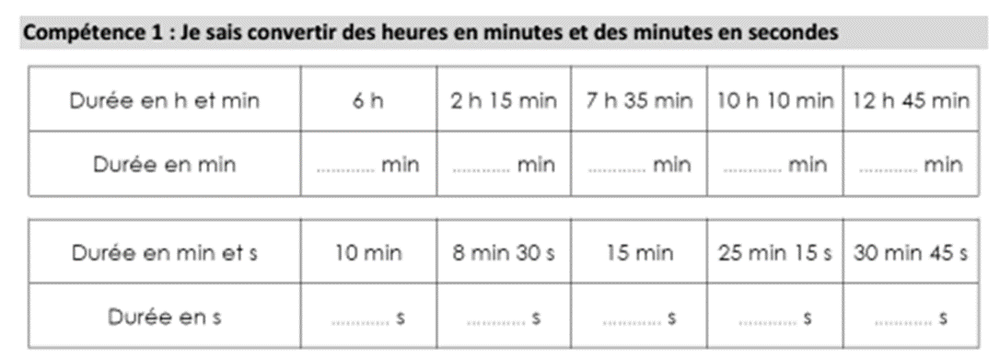 Compétence 1 : Je sais convertir des heures en minutes et des minutes en secondes
Durée en h et min 6 h 2 h 15 min 7 h 35 min 10 h 10 min 12 h 45 min
Durée en min ............ min ............ min ............ min ............ min ............ min
Durée en min et s 10 min 8 min 30 s 15 min 25 min 15 s 30 min 45 s
Durée en s ............ s ............ s ............ s ............ s ............ s